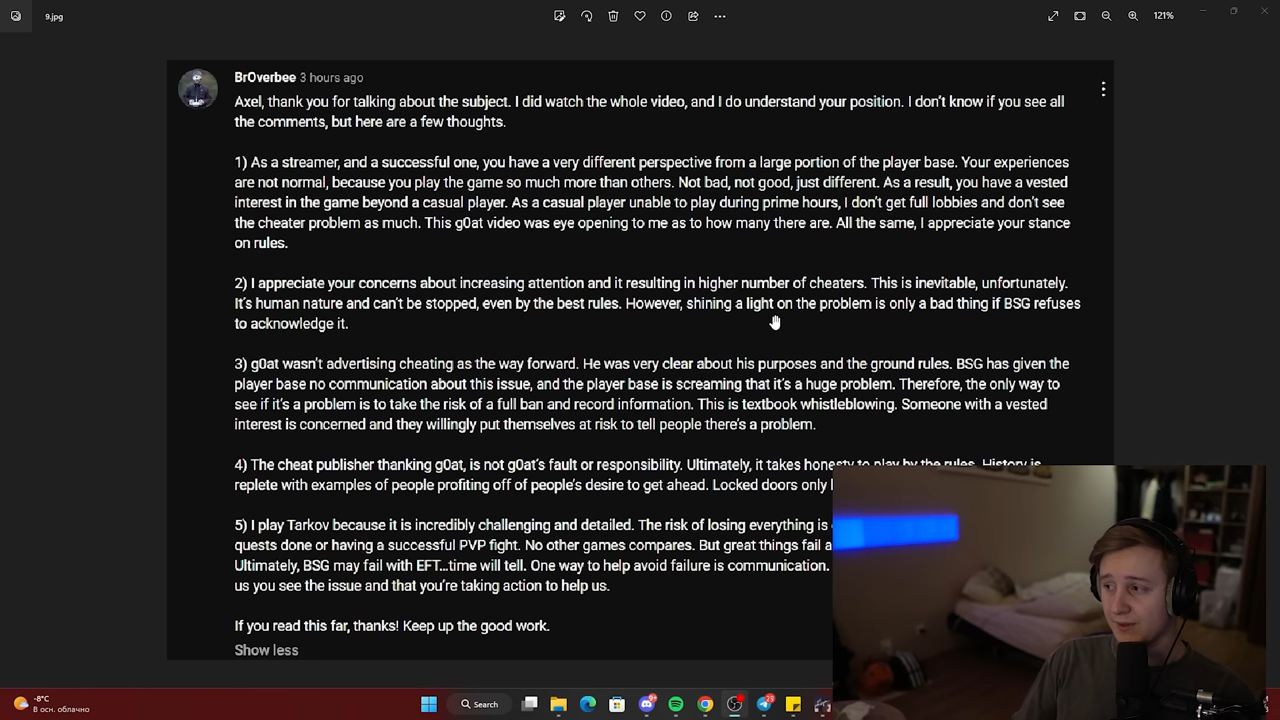 9.jpg
121%
BrOverbee 3 hours ago
Axel, thank you for talking about the subject. I did watch the whole video, and I do understand your position. I don't know if you see all
the comments, but here are a few thoughts.
1) As a streamer, and a successful one, you have a very different perspective from a large portion of the player base. Your experiences
are not normal, because you play the game so much more than others. Not bad, not good, just different. As a result, you have a vested
interest in the game beyond a casual player. As a casual player unable to play during prime hours, I don't get full lobbies and don't see
the cheater problem as much. This g0at video was eye opening to me as to how many there are. All the same, I appreciate your stance
on rules.
2) I appreciate your concerns about increasing attention and it resulting in higher number of cheaters. This is inevitable, unfortunately.
It's human nature and can't be stopped, even by the best rules. However, shining a light on the problem is only a bad thing if BSG refuses
to acknowledge it.
3) g0at wasn't advertising cheating as the way forward. He was very clear about his purposes and the ground rules. BSG has given the
player base no communication about this issue, and the player base is screaming that it's a huge problem. Therefore, the only way to
see if it's a problem is to take the risk of a full ban and record information. This is textbook whistleblowing. Someone with a vested
interest is concerned and they willingly put themselves at risk to tell people there's a problem.
4) The cheat publisher thanking g0at, is not g0at's fault or responsibility. Ultimately, it takes honesty to play by the rules. History is
replete with examples of people profiting off of people's desire to get ahead. Locked doors only
5) I play Tarkov because it is incredibly challenging and detailed. The risk of losing everything is
quests done or having a successful PVP fight. No other games compares. But great things fail
Ultimately, BSG may fail with EFT...time will tell. One way to help avoid failure is communication.
us you see the issue and that you're taking action to help us.
If you read this far, thanks! Keep up the good work.
Show less
-8°C
В осн. облачно
Search